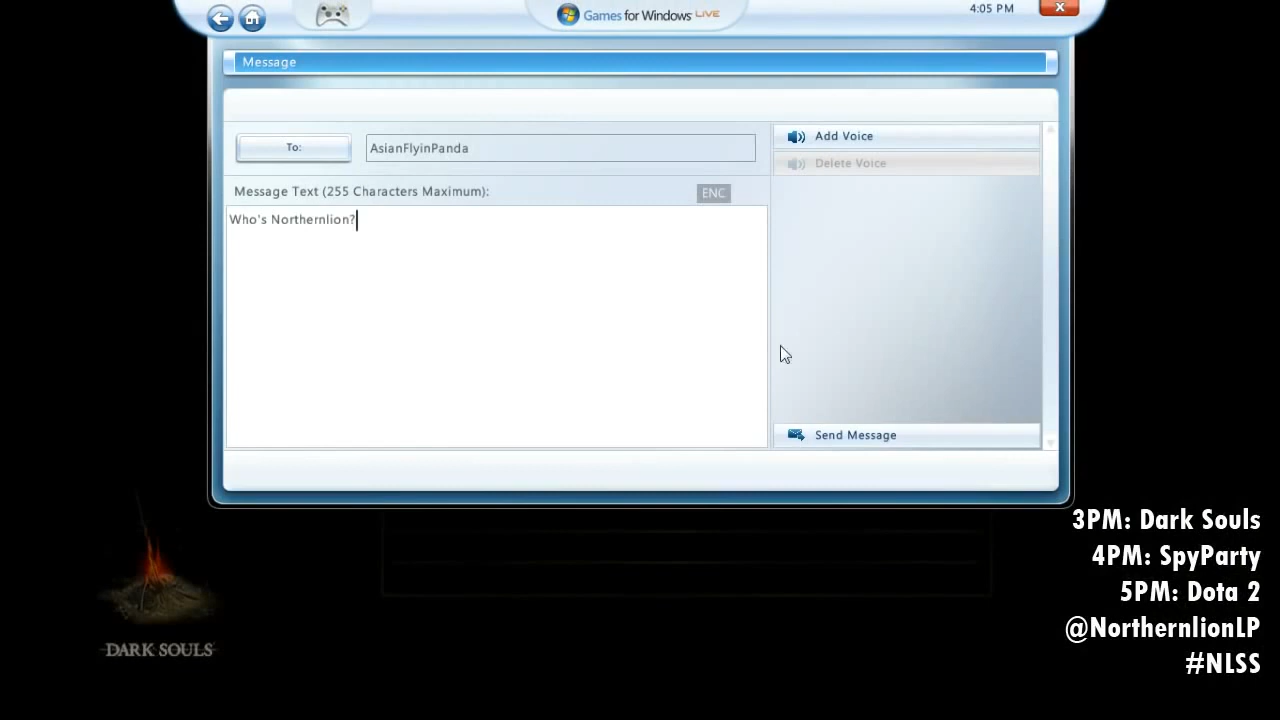 Games for Windows LIVE
4:05 PM
Message
To:
AsianFlyinPanda
Add Voice
Delete Voice
Message Text (255 Characters Maximum):
ENC
Who's Northernlion?
Send Message
3PM: Dark Souls
4PM: SpyParty
5PM: Dota 2
@NorthernlionLP
#NLSS
DARK SOULS